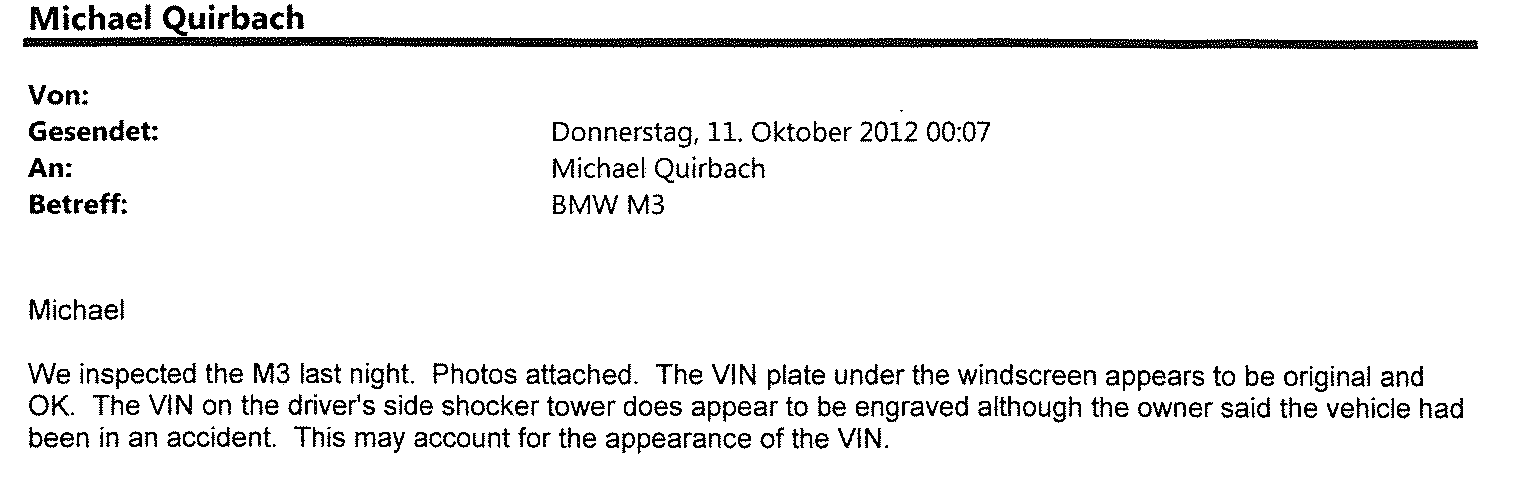 Michael Quirbach
Von:
Gesendet: Donnerstag, 11. Oktober 2012 00:07
An: Michael Quirbach
Betreff: BMW M3
Michael
We inspected the M3 last night.  Photos attached.  The VIN plate under the windscreen appears to be original and
OK.  The VIN on the driver's side shocker tower does appear to be engraved although the owner said the vehicle had
been in an accident.  This may account for the appearance of the VIN.